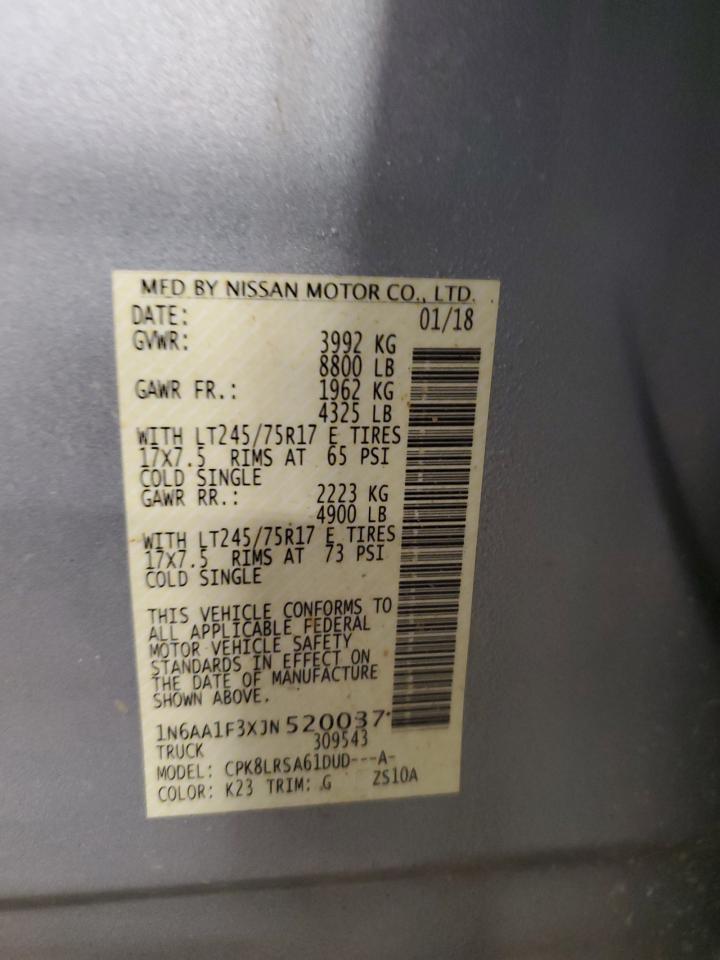 MFD BY NISSAN MOTOR CO., LTD.
DATE: 01/18
GVWR: 3992 KG
8800 LB
GAWR FR.: 1962 KG
4325 LB
WITH LT245/75R17 E TIRES
17X7.5 RIMS AT 65 PSI
COLD SINGLE
GAWR RR.: 2223 KG
4900 LB
WITH LT245/75R17 E TIRES
17X7.5 RIMS AT 73 PSI
COLD SINGLE
THIS VEHICLE CONFORMS TO
ALL APPLICABLE FEDERAL
MOTOR VEHICLE SAFETY
STANDARDS IN EFFECT ON
THE DATE OF MANUFACTURE
SHOWN ABOVE.
1N6AA1F3XJN520037*
TRUCK 309543
MODEL: CPK8LRSA61DUD---A-
COLOR: K23 TRIM: G ZS10A